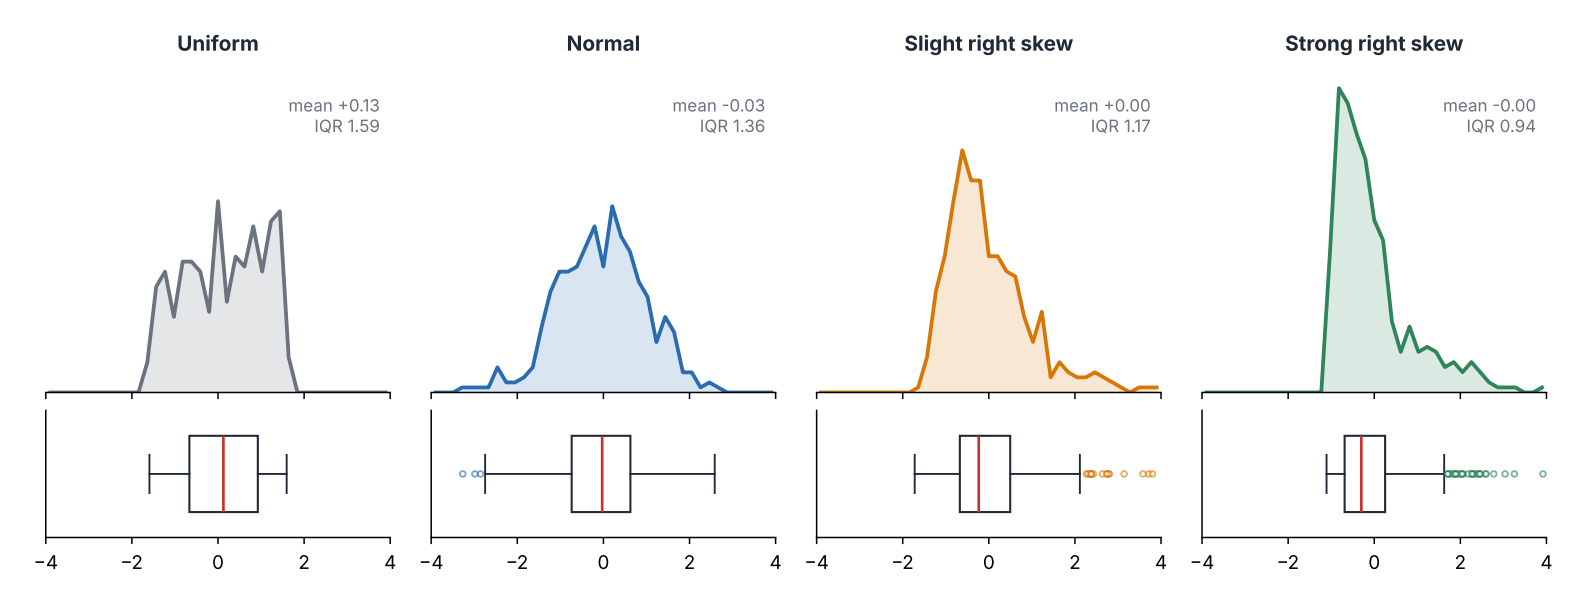 Uniform
mean +0.13
IQR 1.59
Normal
mean -0.03
IQR 1.36
Slight right skew
mean +0.00
IQR 1.17
Strong right skew
mean -0.00
IQR 0.94
−4 −2 0 2 4
−4 −2 0 2 4
−4 −2 0 2 4
−4 −2 0 2 4